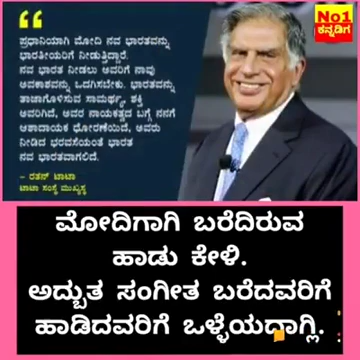 No1
ಕನ್ನಡಿಗ
ಪ್ರಧಾನಿಯಾಗಿ ಮೋದಿ ನವ ಭಾರತವನ್ನು
ಭಾರತೀಯರಿಗೆ ನೀಡುತ್ತಿದ್ದಾರೆ.
ನವ ಭಾರತ ನೀಡಲು ಅವರಿಗೆ ನಾವು
ಅವಕಾಶವನ್ನು ಒದಗಿಸಬೇಕು. ಭಾರತವನ್ನು
ತಾಜಾಗೊಳಿಸುವ ಸಾಮರ್ಥ್ಯ, ಶಕ್ತಿ
ಅವರಿಗಿದೆ, ಅವರ ನಾಯಕತ್ವದ ಬಗ್ಗೆ ನನಗೆ
ಆಶಾದಾಯಕ ಧೋರಣೆಯಿದೆ, ಅವರು
ನೀಡಿದ ಭರವಸೆಯಂತೆ ಭಾರತ
ನವ ಭಾರತವಾಗಲಿದೆ.
– ರತನ್ ಟಾಟಾ
ಟಾಟಾ ಸಂಸ್ಥೆ ಮುಖ್ಯಸ್ಥ
ಮೋದಿಗಾಗಿ ಬರೆದಿರುವ
ಹಾಡು ಕೇಳಿ.
ಅದ್ಬುತ ಸಂಗೀತ ಬರೆದವರಿಗೆ
ಹಾಡಿದವರಿಗೆ ಒಳ್ಳೆಯದಾಗ್ಲಿ.